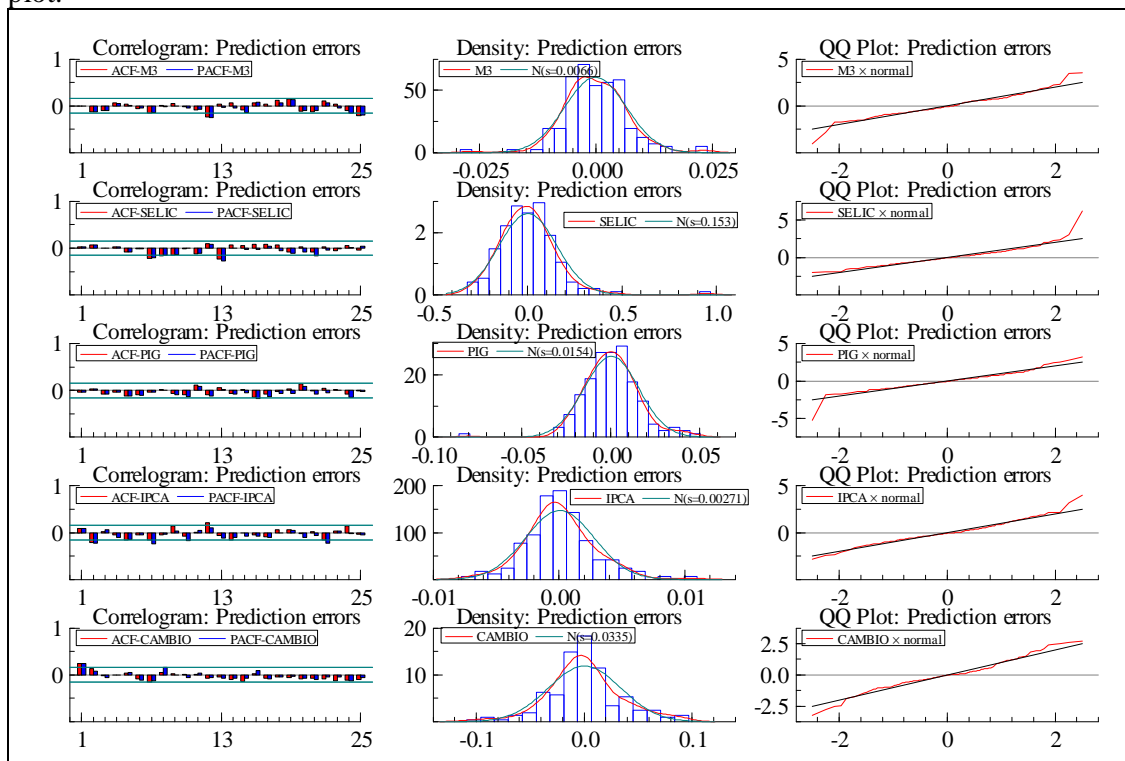 plot.
Correlogram: Prediction errors Density: Prediction errors QQ Plot: Prediction errors
1 ACF-M3 PACF-M3 M3 N(s=0.0066) 5 M3 × normal
50
0 0
0
1 13 25 -0.025 0.000 0.025 -2 0 2
Correlogram: Prediction errors Density: Prediction errors QQ Plot: Prediction errors
1 ACF-SELIC PACF-SELIC SELIC N(s=0.153) 5 SELIC × normal
2
0 0
0
1 13 25 -0.5 0.0 0.5 1.0 -2 0 2
Correlogram: Prediction errors Density: Prediction errors QQ Plot: Prediction errors
1 ACF-PIG PACF-PIG PIG N(s=0.0154) 5 PIG × normal
20
0 0
-5
0
1 13 25 -0.10 -0.05 0.00 0.05 -2 0 2
Correlogram: Prediction errors Density: Prediction errors QQ Plot: Prediction errors
1 ACF-IPCA PACF-IPCA 200 IPCA N(s=0.00271) 5 IPCA × normal
100
0 0
0
1 13 25 -0.01 0.00 0.01 -2 0 2
Correlogram: Prediction errors Density: Prediction errors QQ Plot: Prediction errors
1 ACF-CAMBIO PACF-CAMBIO 20 CAMBIO N(s=0.0335) 2.5 CAMBIO × normal
0 10 0.0
-2.5
0
1 13 25 -0.1 0.0 0.1 -2 0 2